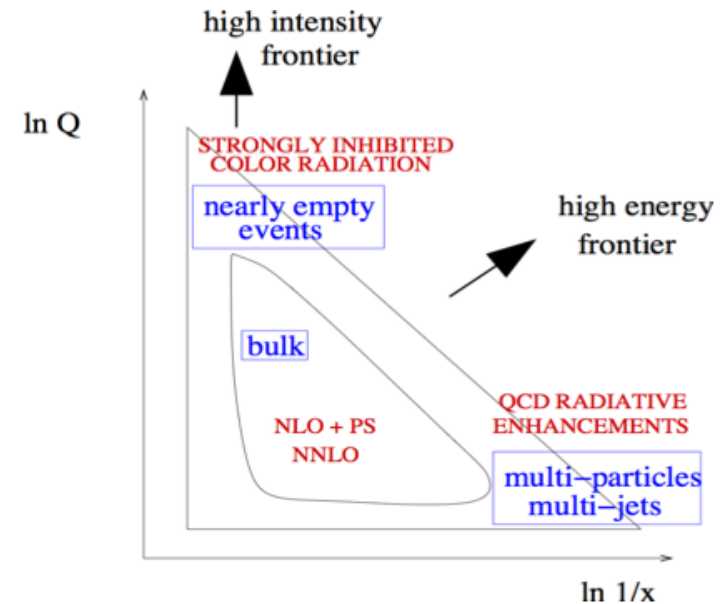 high intensity
frontier
ln Q
STRONGLY INHIBITED
COLOR RADIATION
nearly empty
events
high energy
frontier
bulk
QCD RADIATIVE
ENHANCEMENTS
NLO + PS
NNLO
multi−particles
multi−jets
ln 1/x